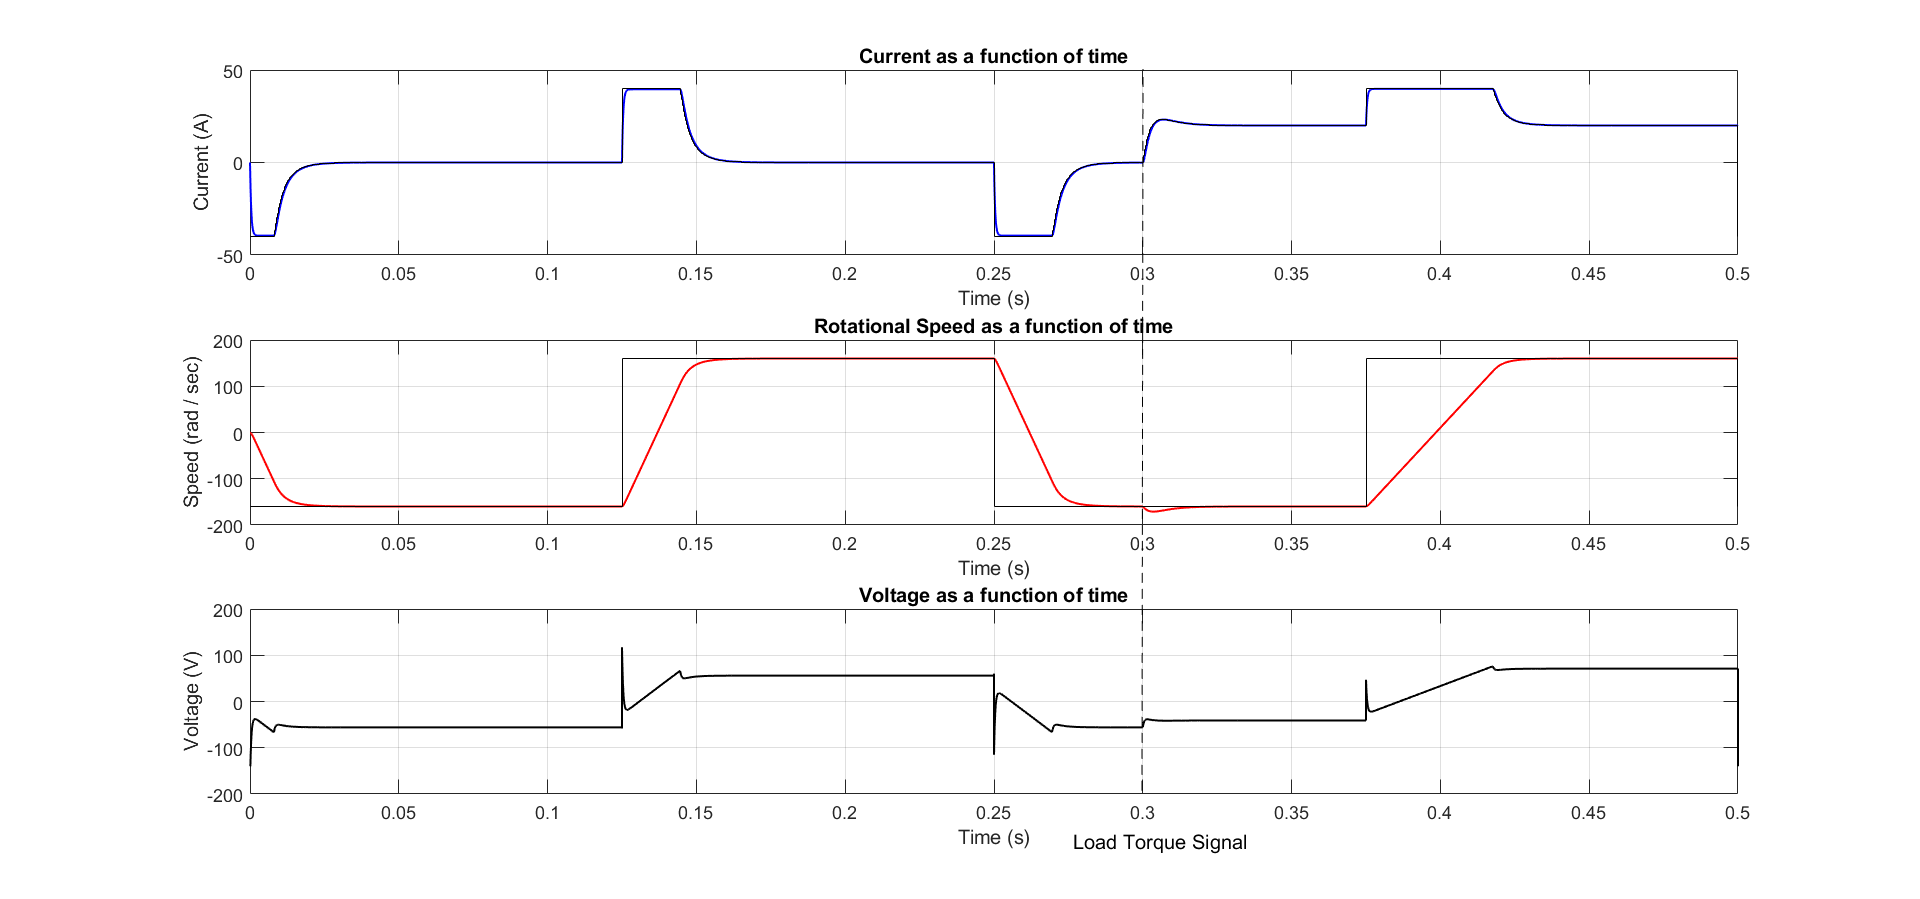 Current as a function of time
Current (A)
50
0
-50
0 0.05 0.1 0.15 0.2 0.25 0.3 0.35 0.4 0.45 0.5
Time (s)
Rotational Speed as a function of time
Speed (rad / sec)
200
100
0
-100
-200
0 0.05 0.1 0.15 0.2 0.25 0.3 0.35 0.4 0.45 0.5
Time (s)
Voltage as a function of time
Voltage (V)
200
100
0
-100
-200
0 0.05 0.1 0.15 0.2 0.25 0.3 0.35 0.4 0.45 0.5
Time (s)
Load Torque Signal